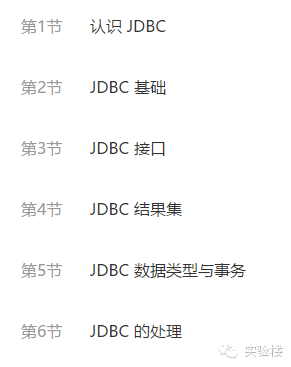 第1节 认识 JDBC
第2节 JDBC 基础
第3节 JDBC 接口
第4节 JDBC 结果集
第5节 JDBC 数据类型与事务
第6节 JDBC 的处理
实验楼